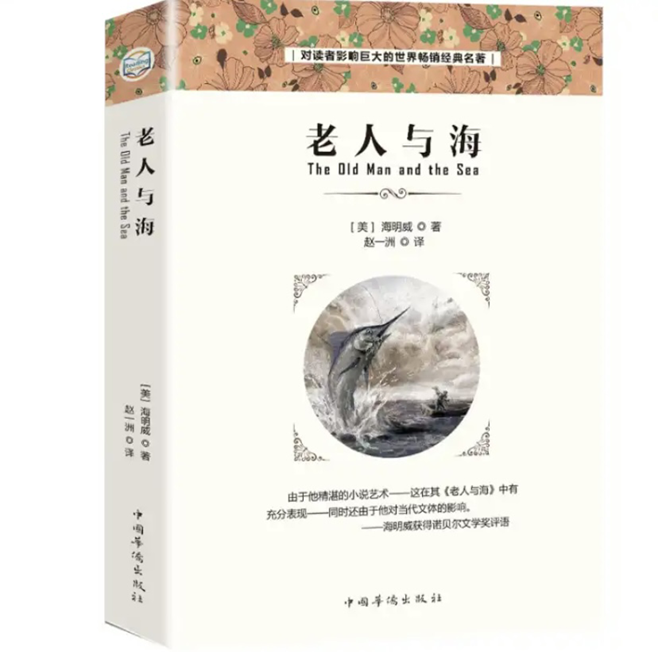 对读者影响巨大的世界畅销经典名著
老人与海
The Old Man and the Sea
[美] 海明威 ◎ 著
赵一洲 ◎ 译
由于他精湛的小说艺术——这在其《老人与海》中有
充分表现——同时还由于他对当代文体的影响。
——海明威获得诺贝尔文学奖评语
中国华侨出版社
老人与海
The Old Man and the Sea
[美] 海明威 ◎ 著
赵一洲 ◎ 译
中国华侨出版社